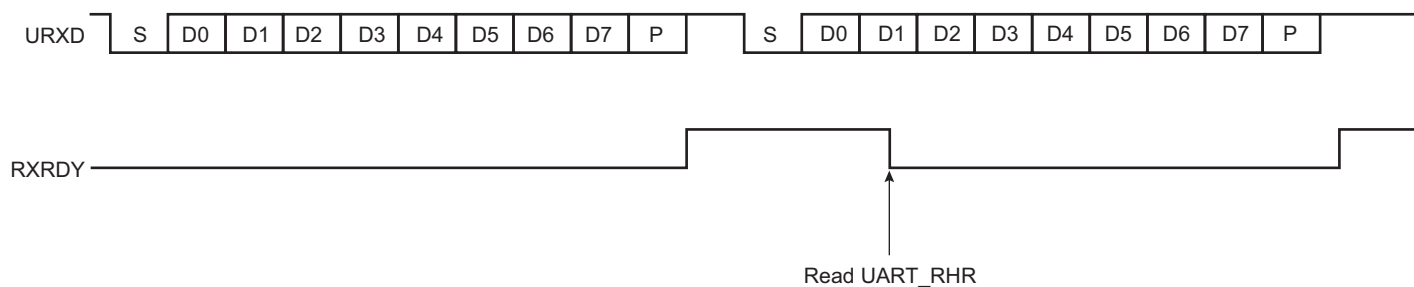 URXD S D0 D1 D2 D3 D4 D5 D6 D7 P S D0 D1 D2 D3 D4 D5 D6 D7 P
RXRDY
Read UART_RHR